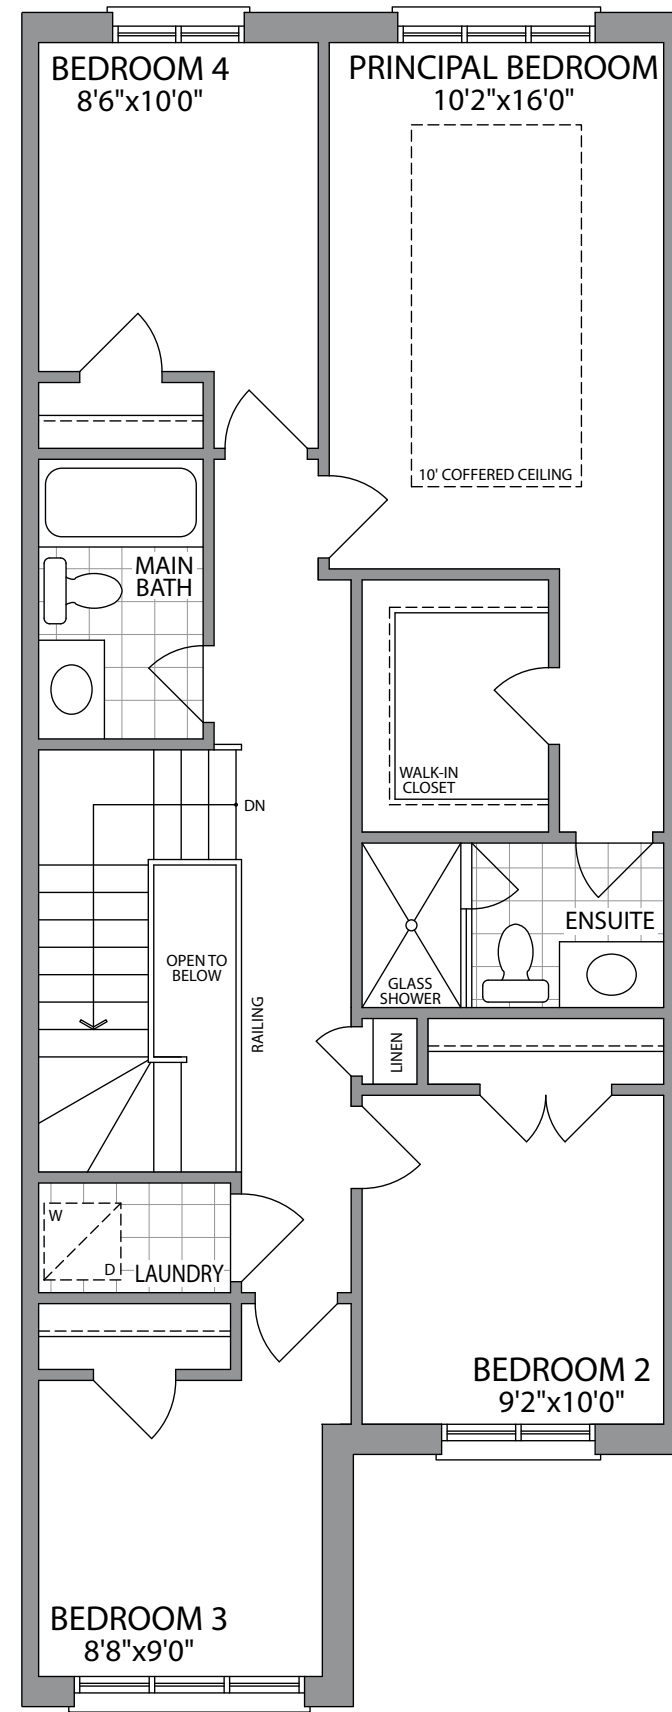 BEDROOM 4
8'6"x10'0"
PRINCIPAL BEDROOM
10'2"x16'0"
10' COFFERED CEILING
MAIN
BATH
WALK-IN
CLOSET
DN
ENSUITE
OPEN TO
BELOW
GLASS
SHOWER
RAILING
LINEN
W
D
LAUNDRY
BEDROOM 2
9'2"x10'0"
BEDROOM 3
8'8"x9'0"